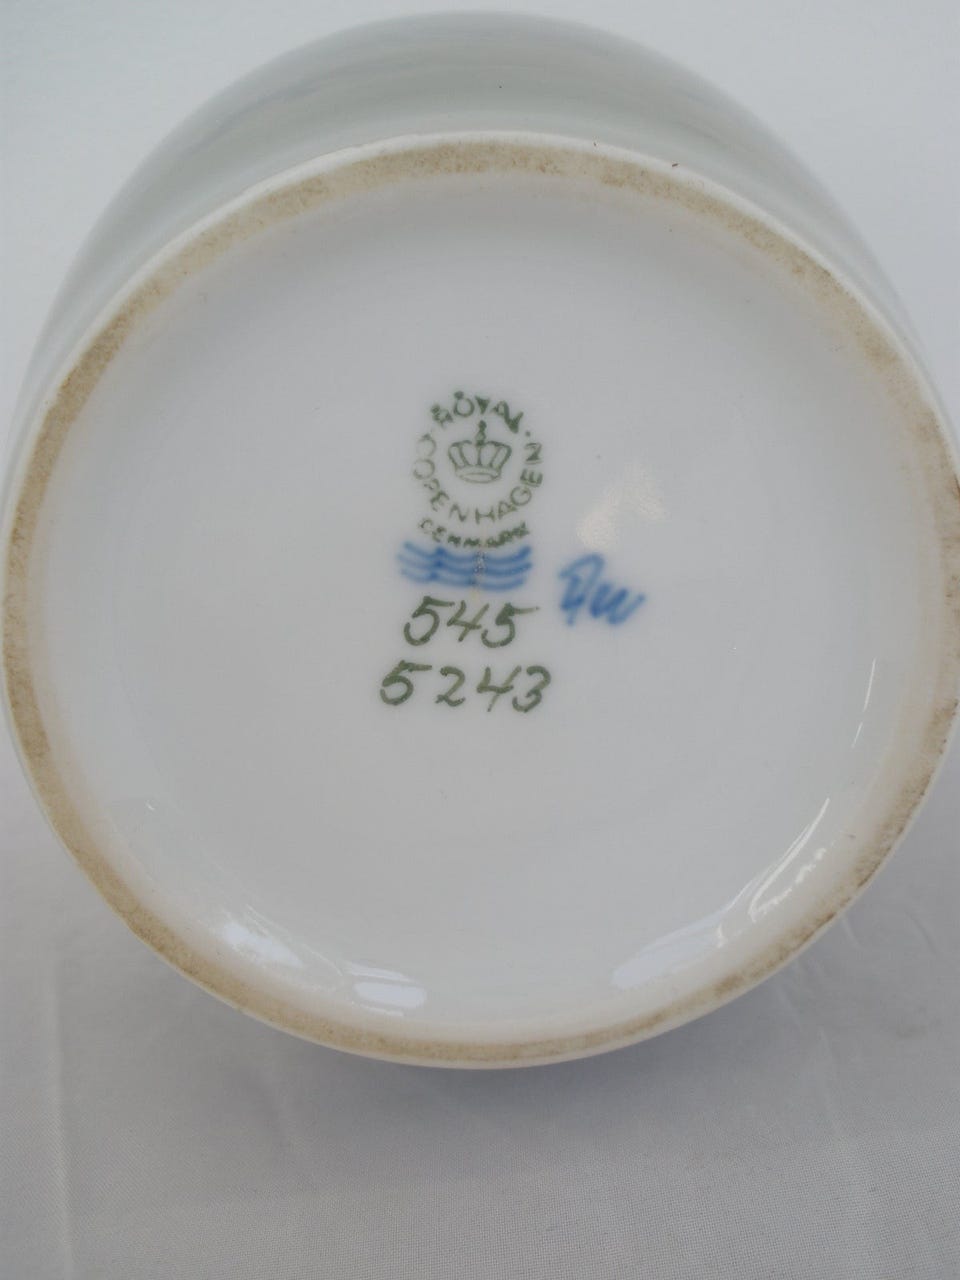 ROYAL
COPENHAGEN
DENMARK
545
5243